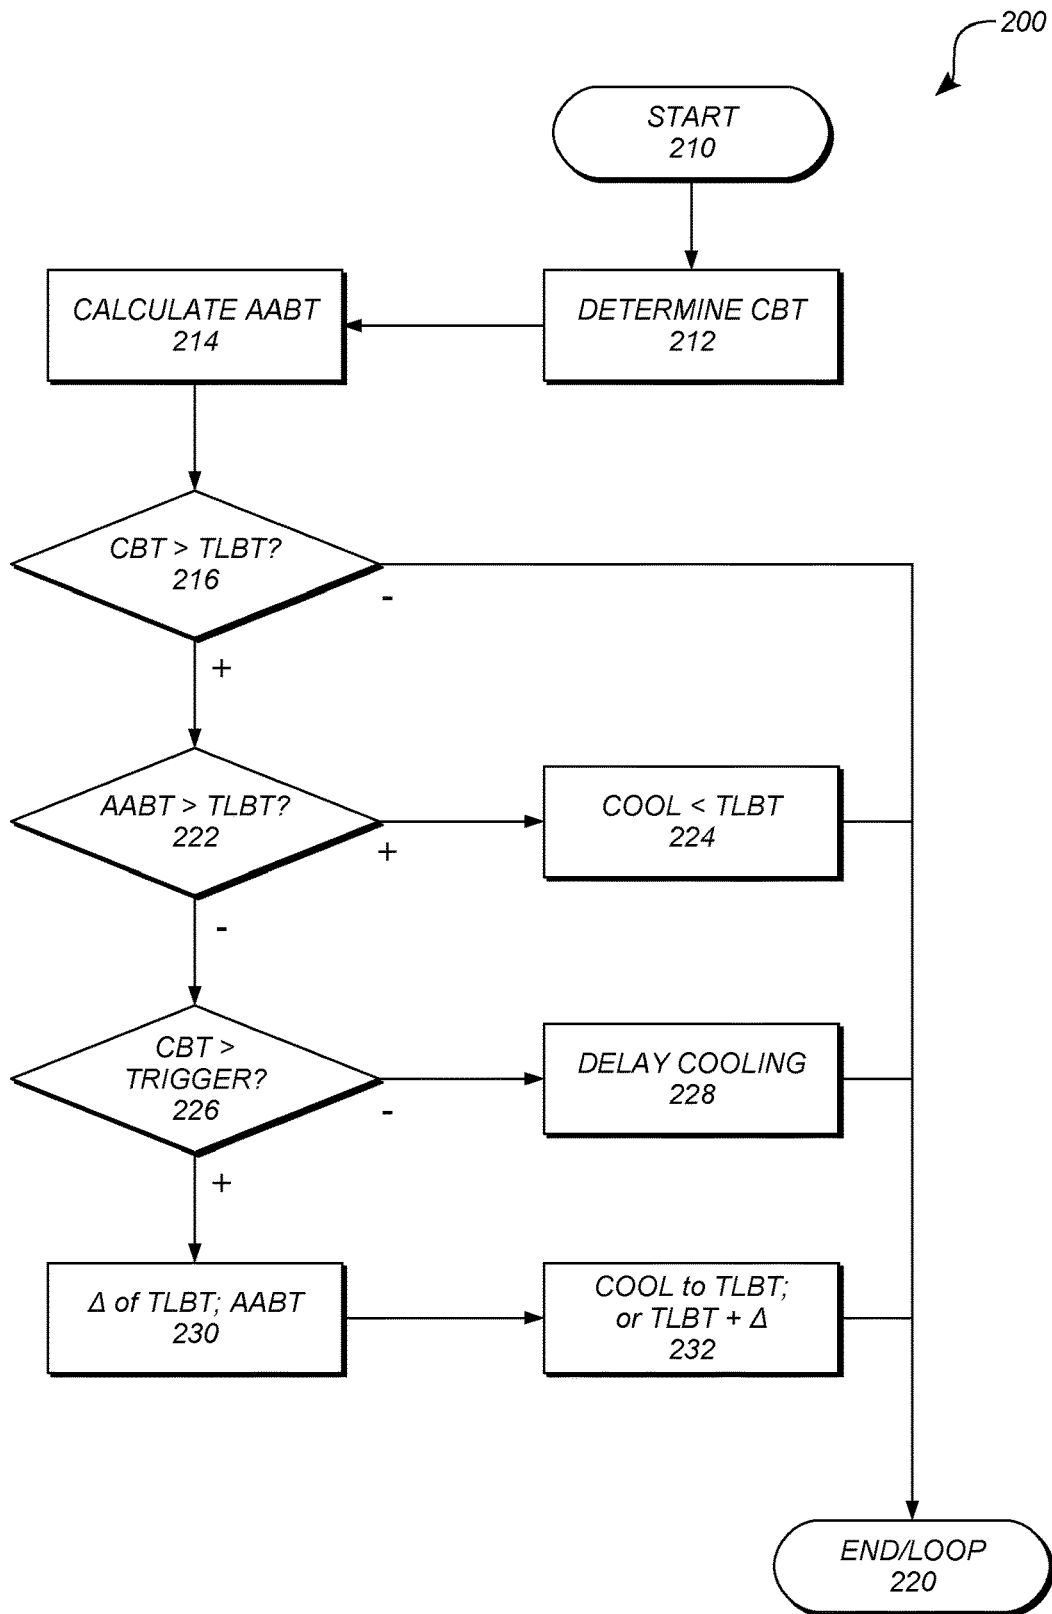 200
START
210
CALCULATE AABT
214
DETERMINE CBT
212
CBT > TLBT?
216
-
+
AABT > TLBT?
222
+
-
COOL < TLBT
224
CBT >
TRIGGER?
226
-
+
DELAY COOLING
228
Δ of TLBT; AABT
230
COOL to TLBT;
or TLBT + Δ
232
END/LOOP
220